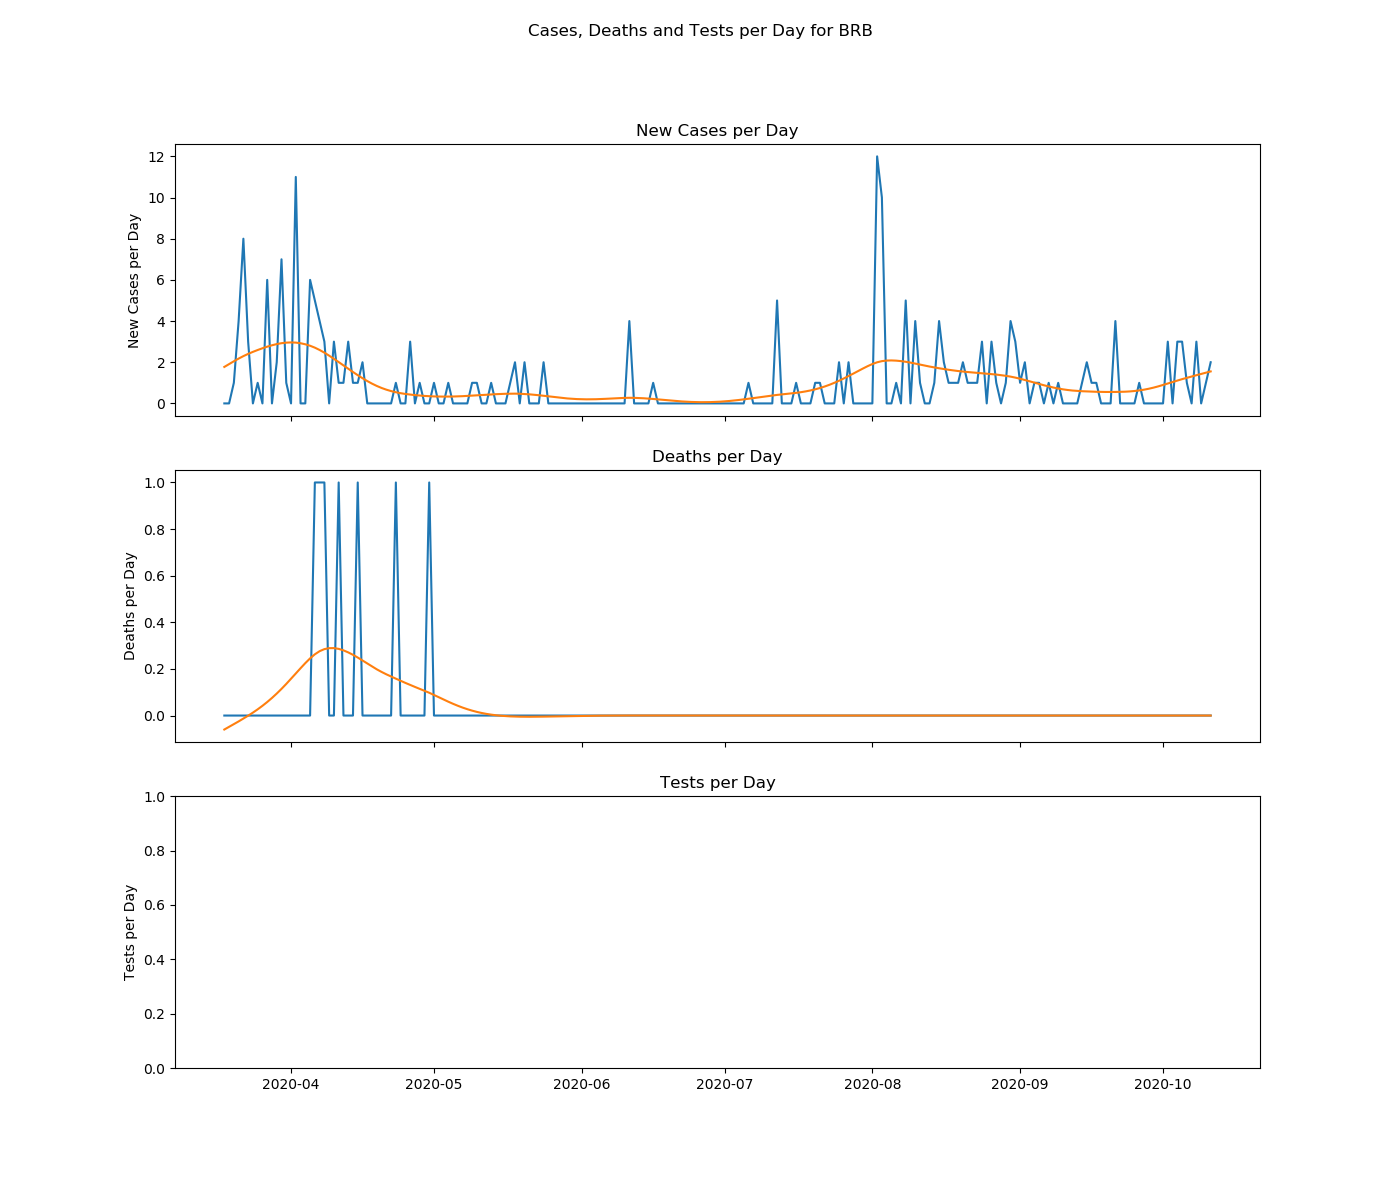 Cases, Deaths and Tests per Day for BRB
New Cases per Day
New Cases per Day
12
10
8
6
4
2
0
Deaths per Day
Deaths per Day
1.0
0.8
0.6
0.4
0.2
0.0
Tests per Day
Tests per Day
1.0
0.8
0.6
0.4
0.2
0.0
2020-04 2020-05 2020-06 2020-07 2020-08 2020-09 2020-10